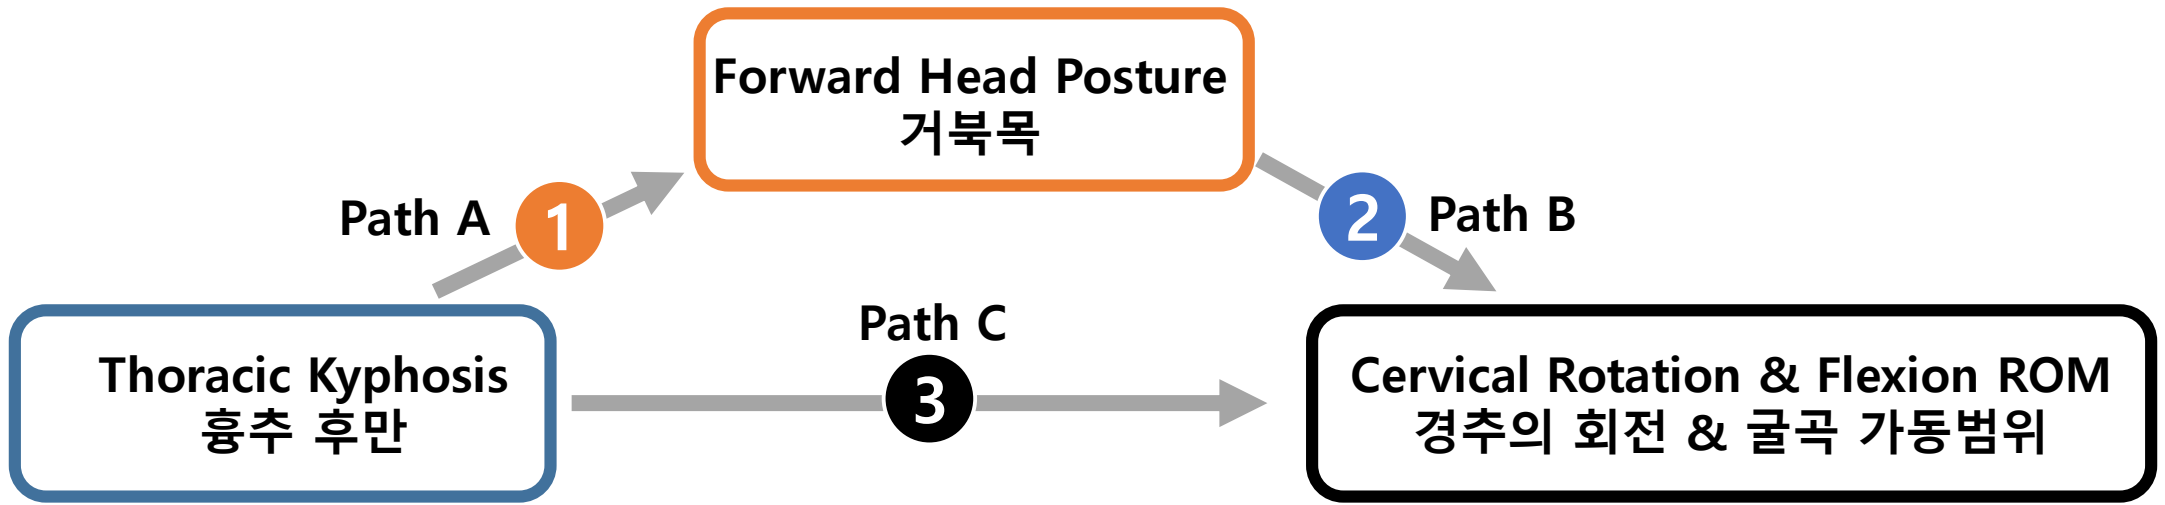 Forward Head Posture
거북목
Path A
1
2
Path B
Path C
3
Thoracic Kyphosis
흉추 후만
Cervical Rotation & Flexion ROM
경추의 회전 & 굴곡 가동범위